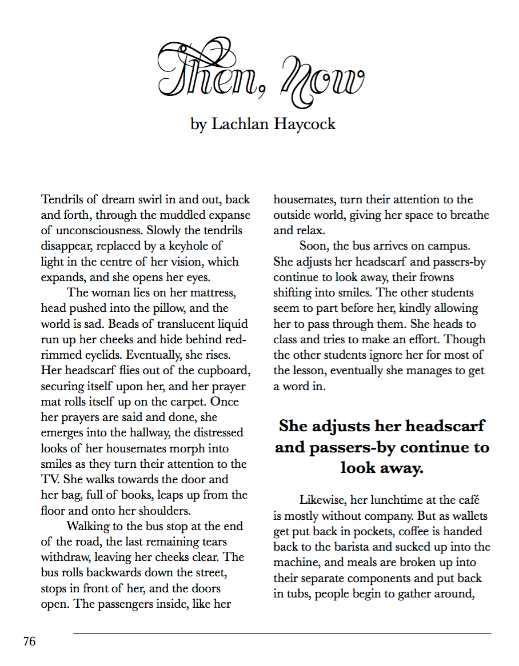 Then, Now
by Lachlan Haycock
Tendrils of dream swirl in and out, back
and forth, through the muddled expanse
of unconsciousness. Slowly the tendrils
disappear, replaced by a keyhole of
light in the centre of her vision, which
expands, and she opens her eyes.
The woman lies on her mattress,
head pushed into the pillow, and the
world is sad. Beads of translucent liquid
run up her cheeks and hide behind red-
rimmed eyelids. Eventually, she rises.
Her headscarf flies out of the cupboard,
securing itself upon her, and her prayer
mat rolls itself up on the carpet. Once
her prayers are said and done, she
emerges into the hallway, the distressed
looks of her housemates morph into
smiles as they turn their attention to the
TV. She walks towards the door and
her bag, full of books, leaps up from the
floor and onto her shoulders.
Walking to the bus stop at the end
of the road, the last remaining tears
withdraw, leaving her cheeks clear. The
bus rolls backwards down the street,
stops in front of her, and the doors
open. The passengers inside, like her
housemates, turn their attention to the
outside world, giving her space to breathe
and relax.
Soon, the bus arrives on campus.
She adjusts her headscarf and passers-by
continue to look away, their frowns
shifting into smiles. The other students
seem to part before her, kindly allowing
her to pass through them. She heads to
class and tries to make an effort. Though
the other students ignore her for most of
the lesson, eventually she manages to get
a word in.
She adjusts her headscarf
and passers-by continue to
look away.
Likewise, her lunchtime at the café
is mostly without company. But as wallets
get put back in pockets, coffee is handed
back to the barista and sucked up into the
machine, and meals are broken up into
their separate components and put back
in tubs, people begin to gather around,
76